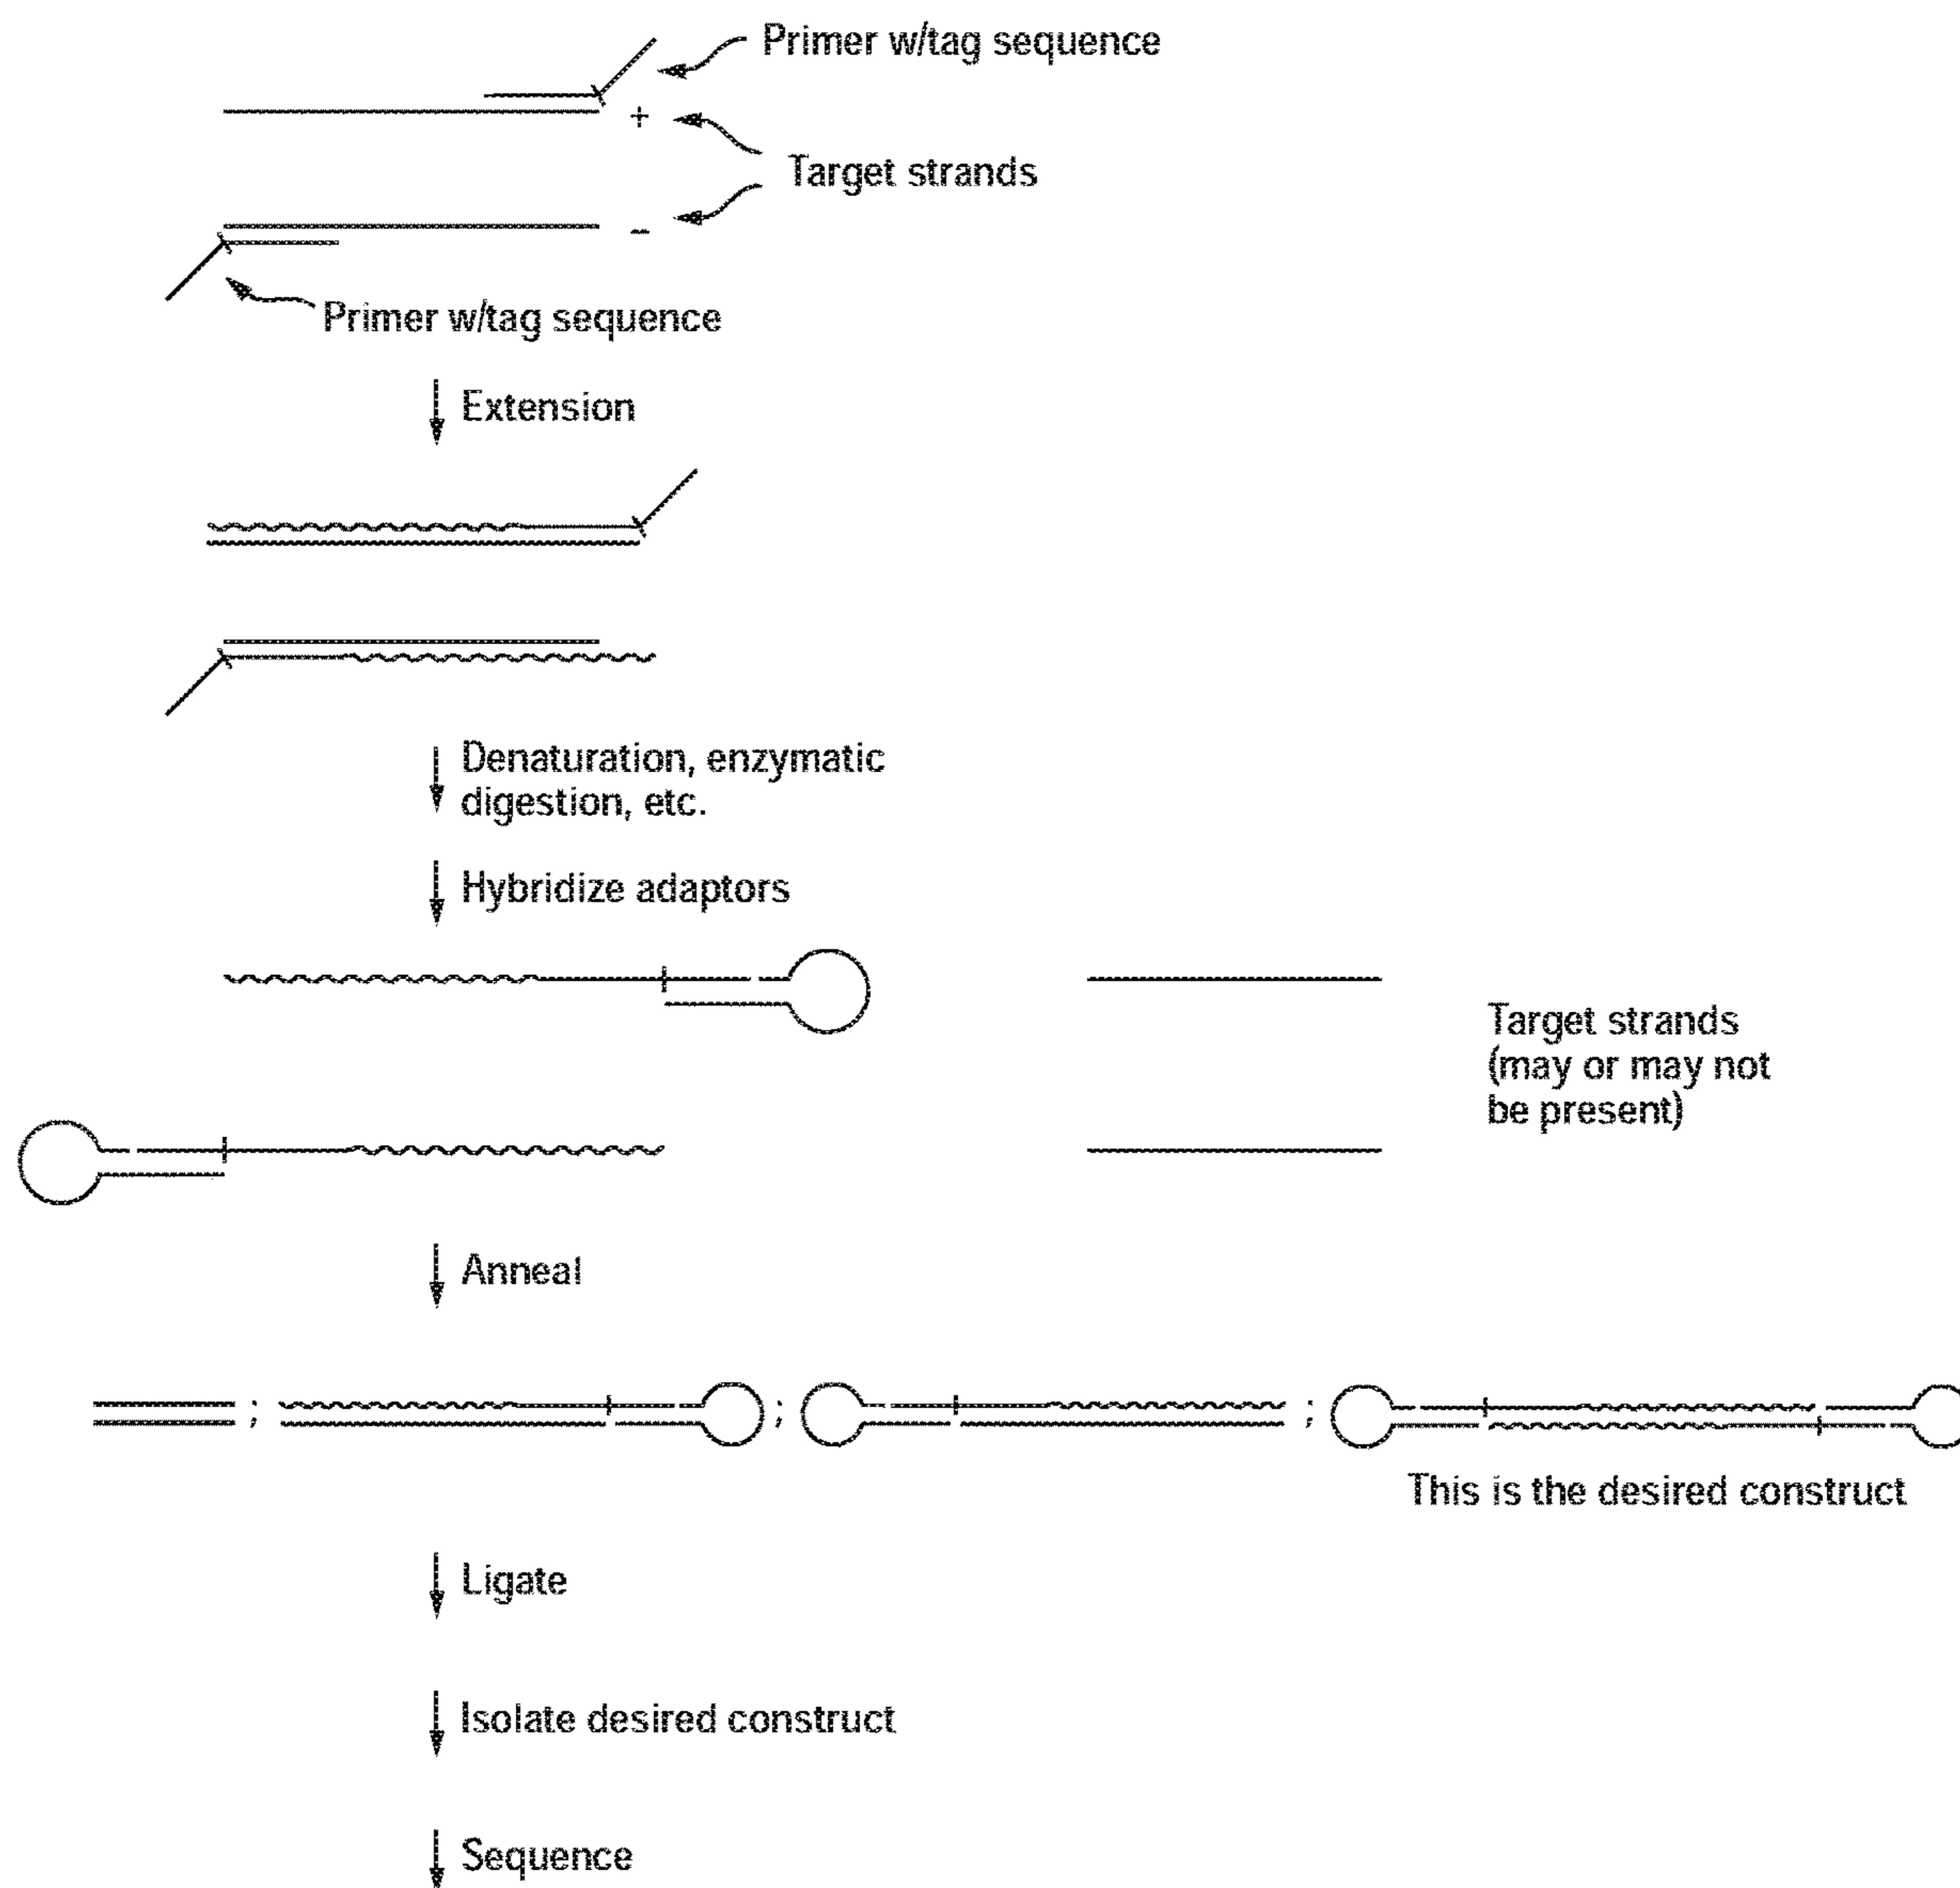 Primer w/tag sequence
+
Target strands
-
Primer w/tag sequence
Extension
Denaturation, enzymatic
digestion, etc.
Hybridize adaptors
Target strands
(may or may not
be present)
Anneal
; ; ;
This is the desired construct
Ligate
Isolate desired construct
Sequence